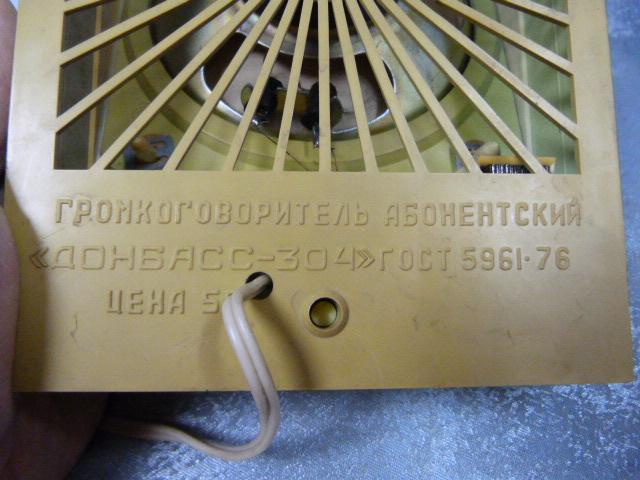 ГРОМКОГОВОРИТЕЛЬ АБОНЕНТСКИЙ
«ДОНБАСС-304» ГОСТ 5961·76
ЦЕНА